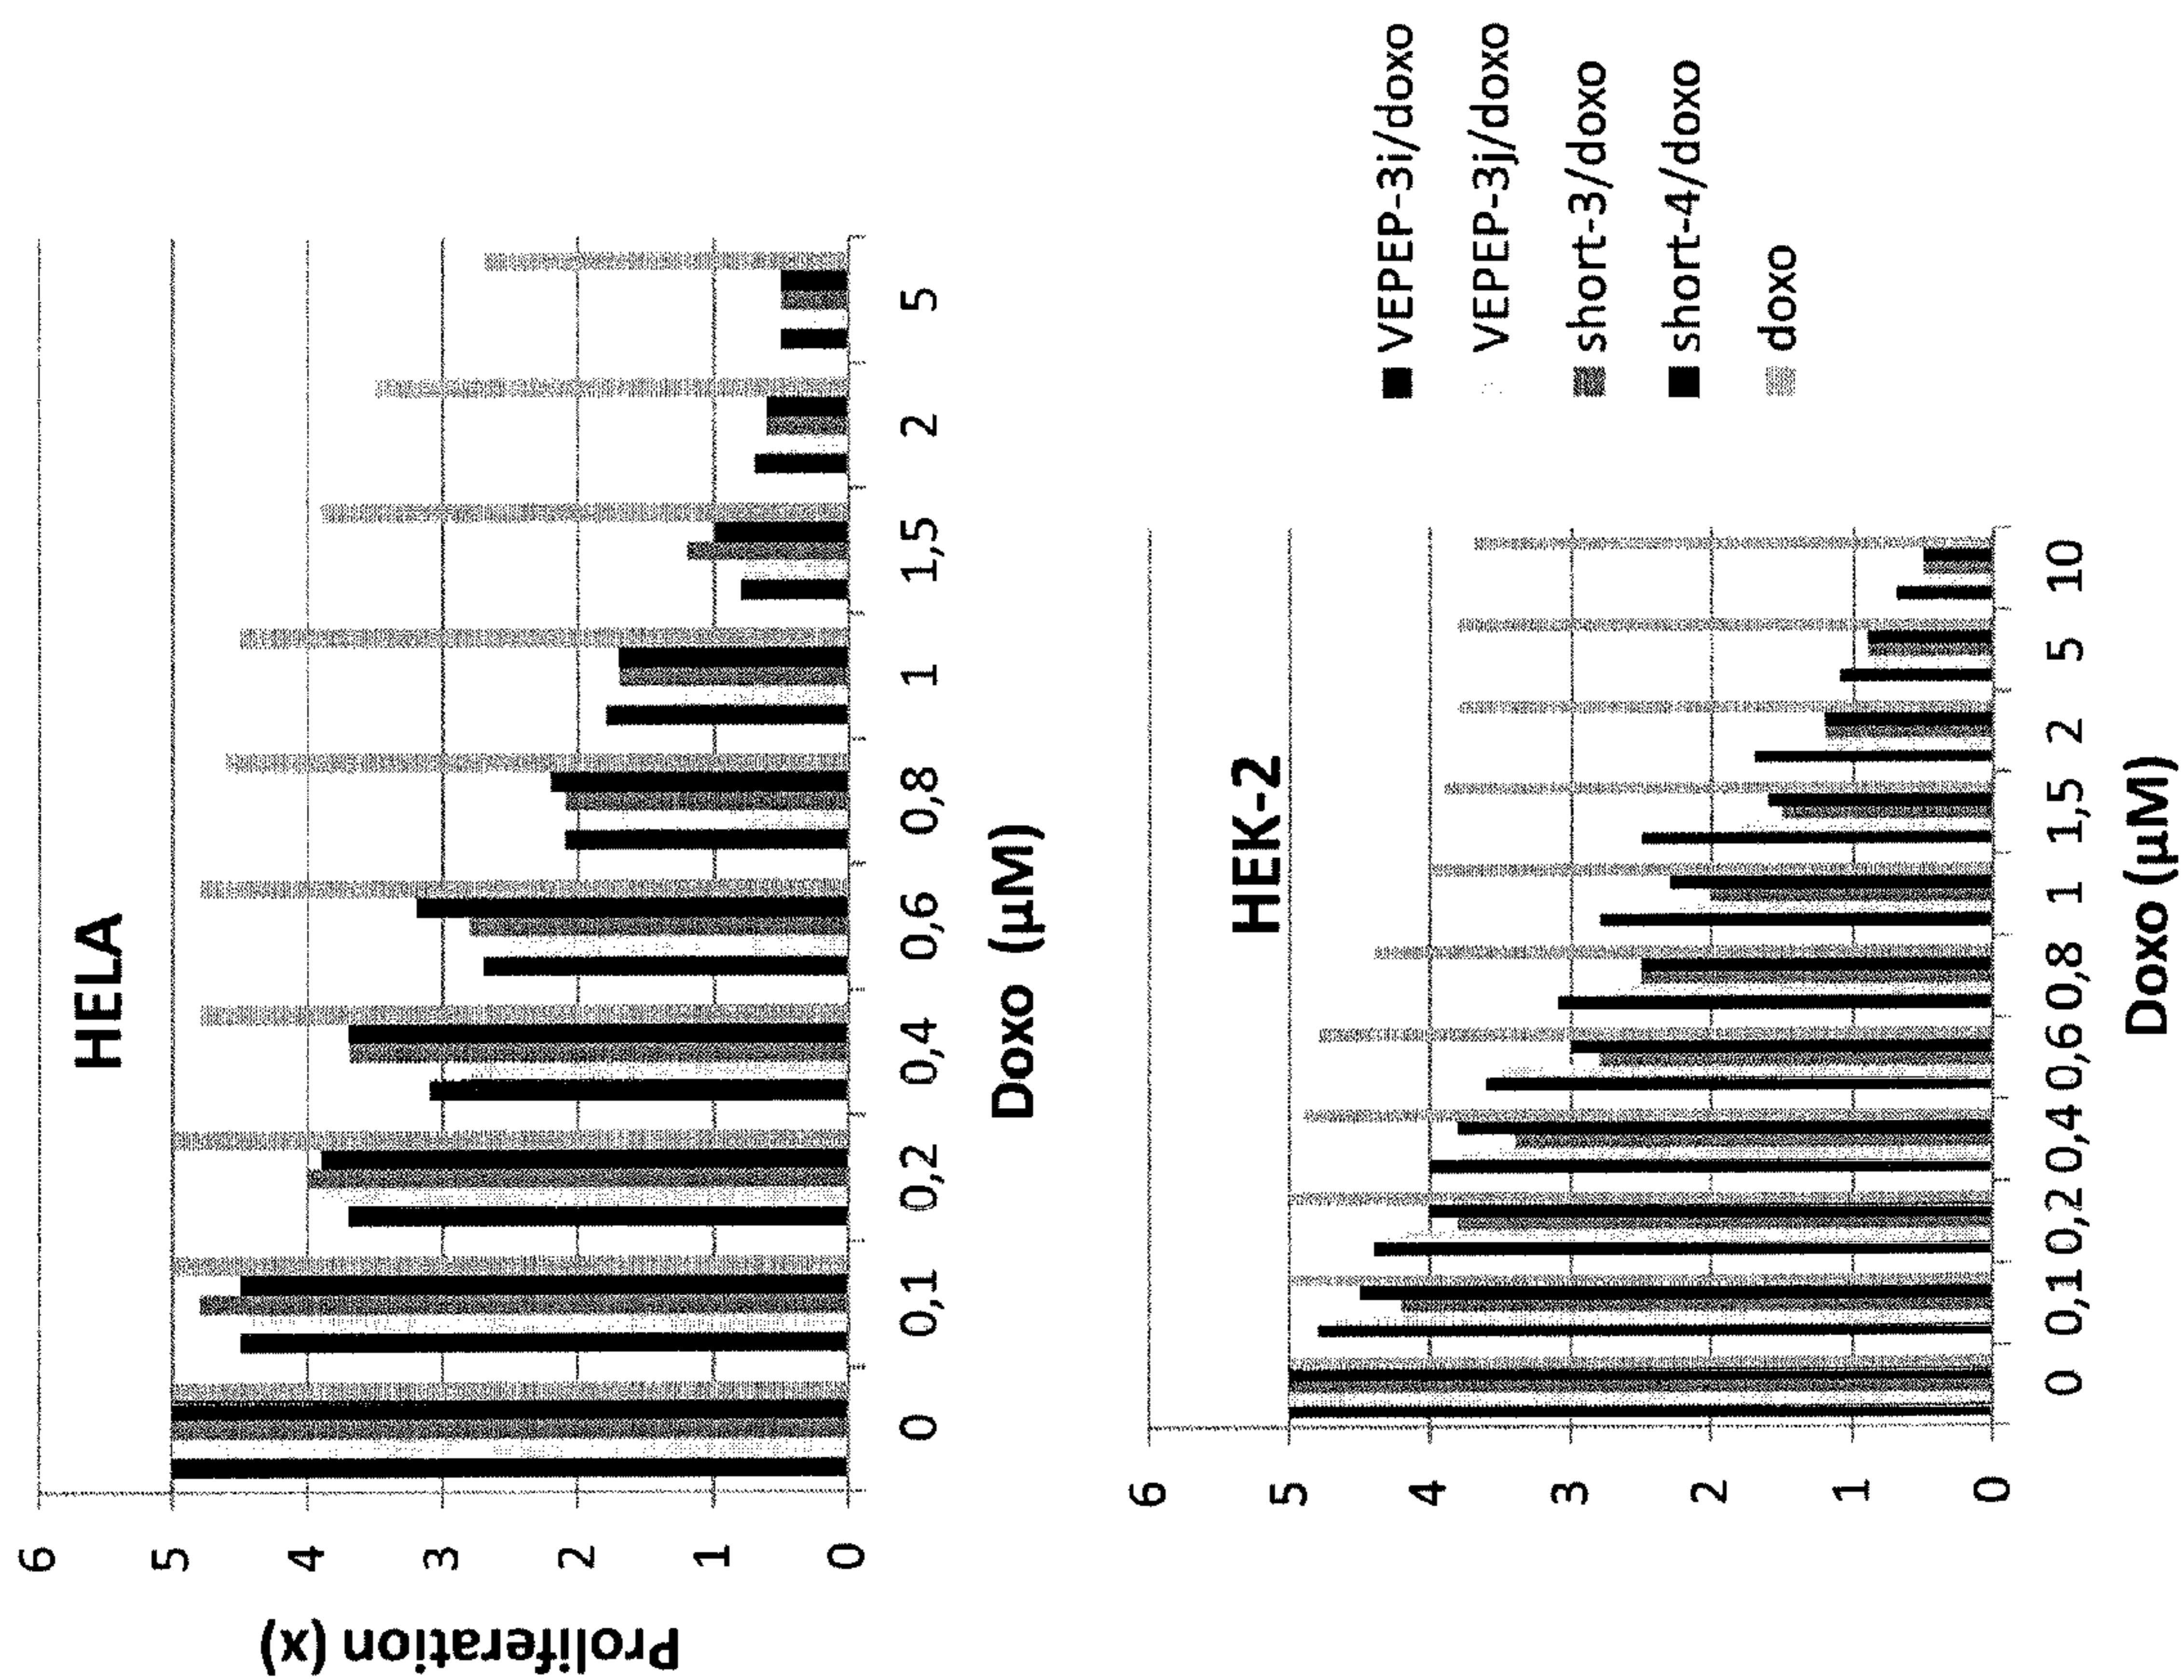 HELA
Proliferation (x)
6
5
4
3
2
1
0
0 0,1 0,2 0,4 0,6 0,8 1 1,5 2 5
Doxo (µM)
HEK-2
6
5
4
3
2
1
0
0 0,1 0,2 0,4 0,6 0,8 1 1,5 2 5 10
Doxo (µM)
VEPEP-3i/doxo
VEPEP-3j/doxo
short-3/doxo
short-4/doxo
doxo